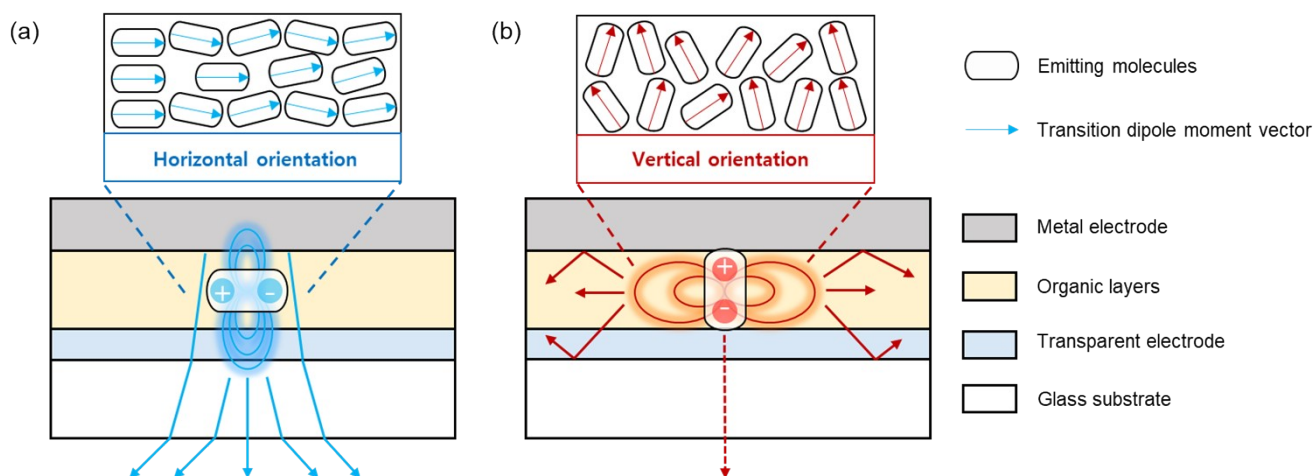 (a)
Horizontal orientation
+ -
(b)
Vertical orientation
+
-
Emitting molecules
Transition dipole moment vector
Metal electrode
Organic layers
Transparent electrode
Glass substrate